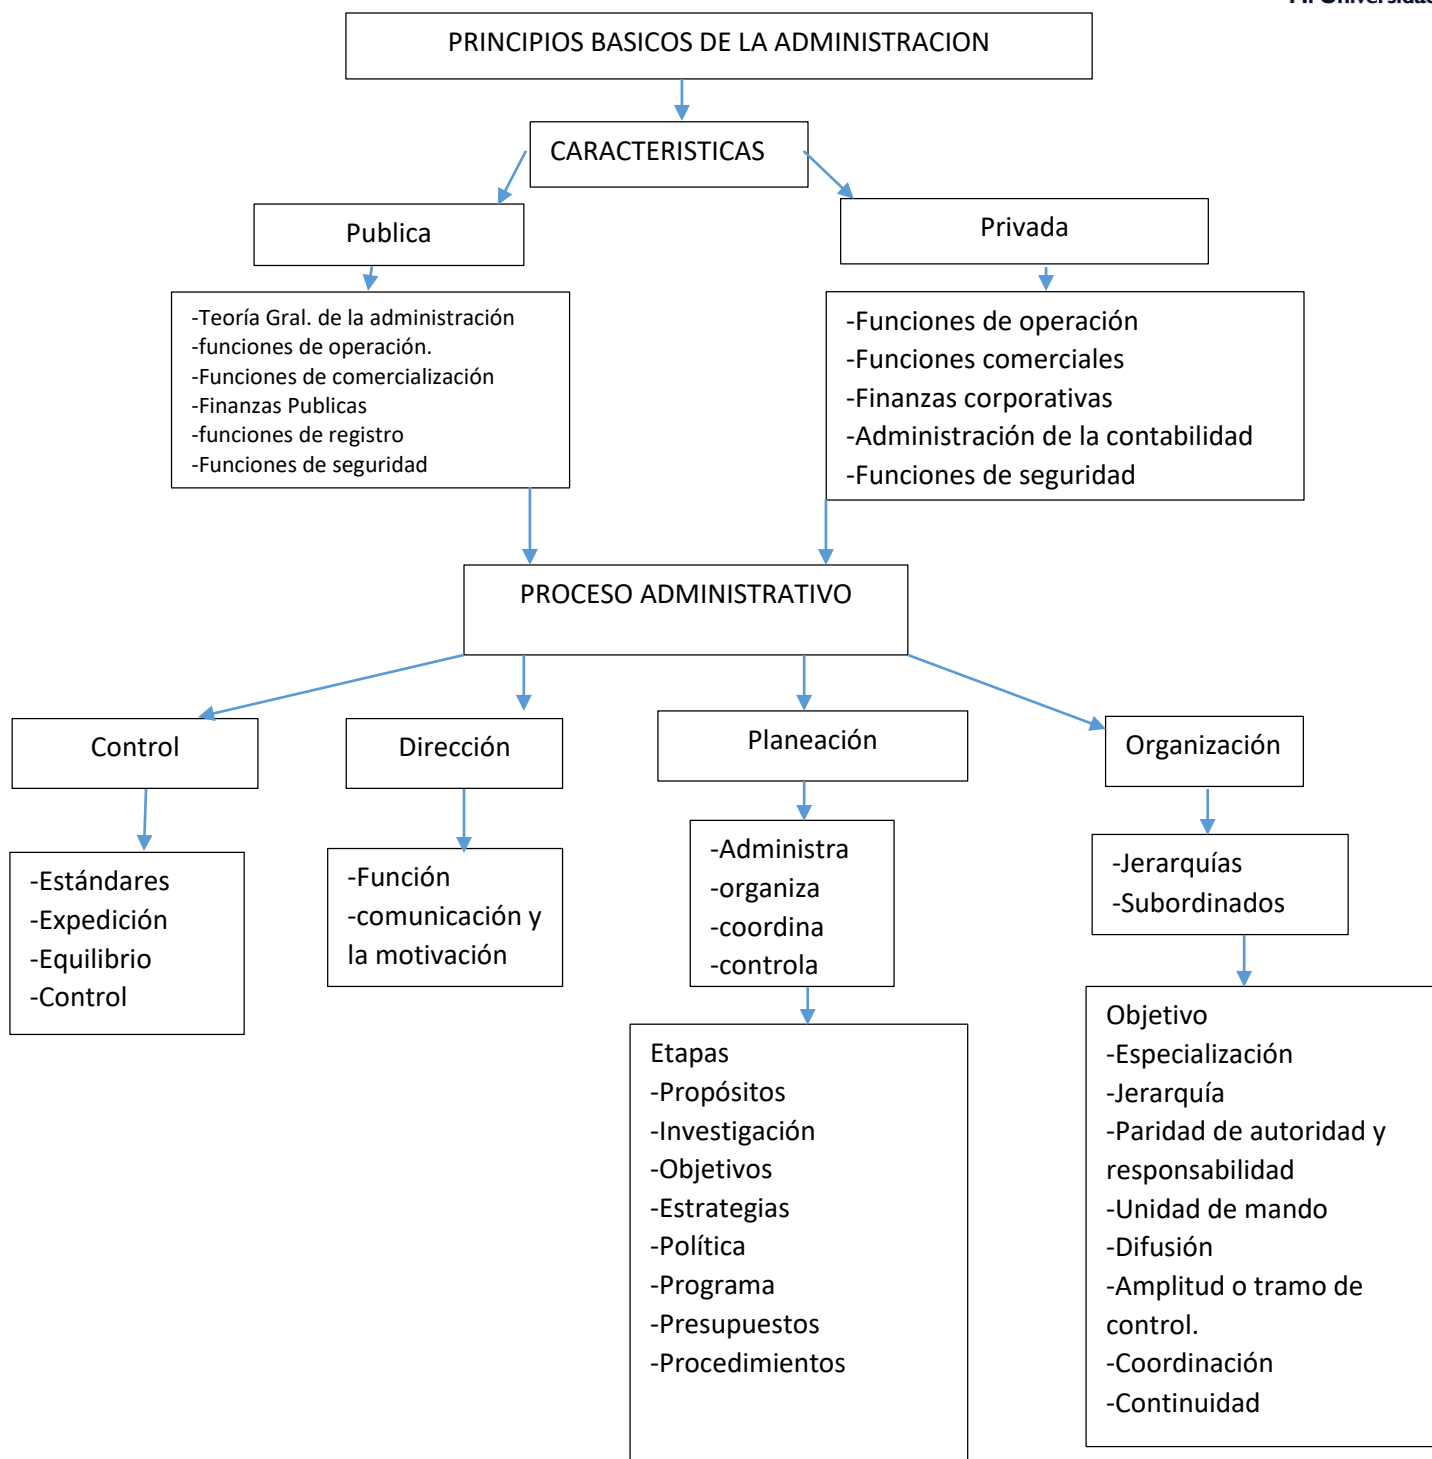 PRINCIPIOS BASICOS DE LA ADMINISTRACION
CARACTERISTICAS
Publica
Privada
-Teoría Gral. de la administración
-funciones de operación.
-Funciones de comercialización
-Finanzas Publicas
-funciones de registro
-Funciones de seguridad
-Funciones de operación
-Funciones comerciales
-Finanzas corporativas
-Administración de la contabilidad
-Funciones de seguridad
PROCESO ADMINISTRATIVO
Control
Dirección
Planeación
Organización
-Estándares
-Expedición
-Equilibrio
-Control
-Función
-comunicación y
la motivación
-Administra
-organiza
-coordina
-controla
-Jerarquías
-Subordinados
Etapas
-Propósitos
-Investigación
-Objetivos
-Estrategias
-Política
-Programa
-Presupuestos
-Procedimientos
Objetivo
-Especialización
-Jerarquía
-Paridad de autoridad y
responsabilidad
-Unidad de mando
-Difusión
-Amplitud o tramo de
control.
-Coordinación
-Continuidad